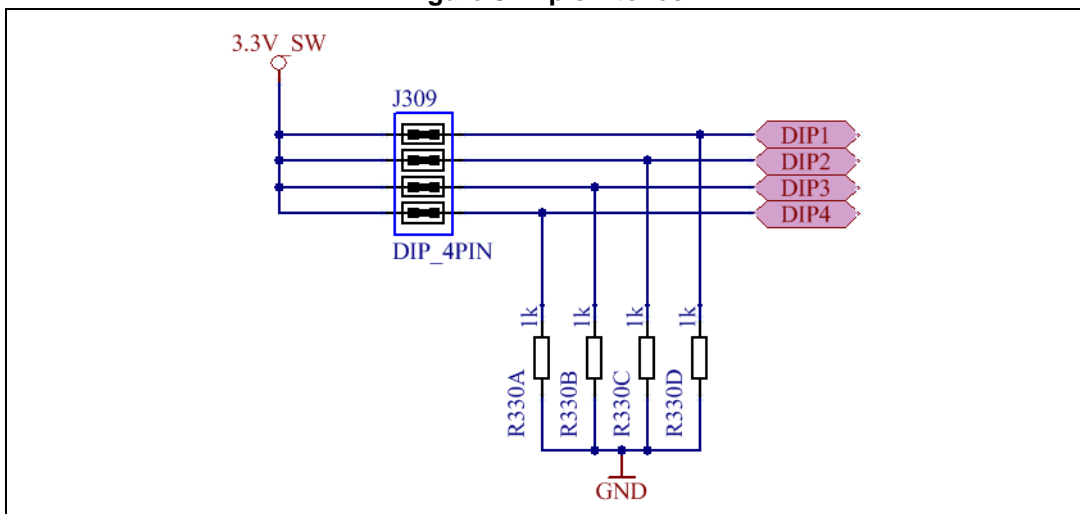 3.3V_SW
J309
DIP1
DIP2
DIP3
DIP4
DIP_4PIN
1k
1k
1k
1k
R330A
R330B
R330C
R330D
GND